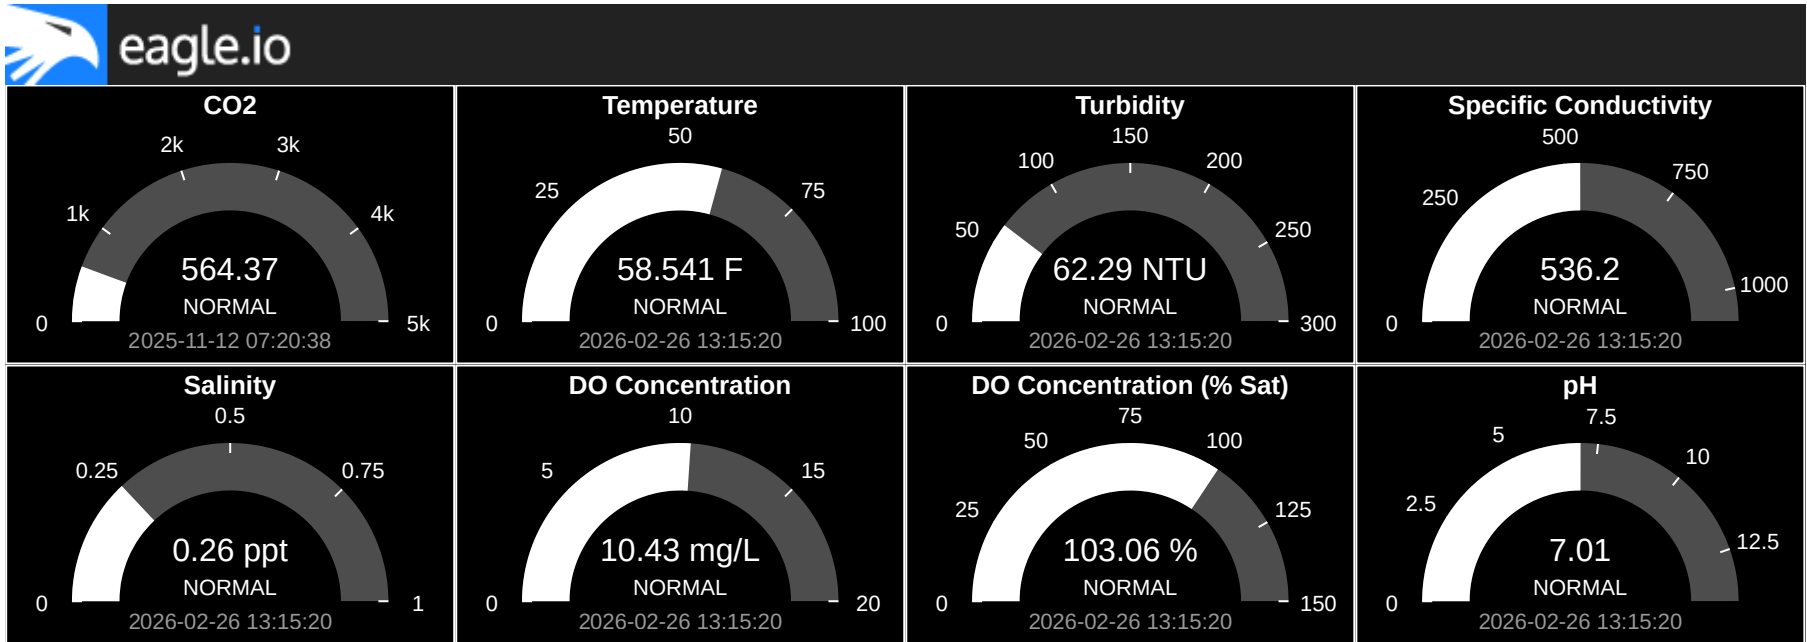 eagle.io
CO2
2k
3k
1k
4k
564.37
NORMAL
0
5k
2025-11-12 07:20:38
Temperature
50
25
75
58.541 F
NORMAL
0
100
2026-02-26 13:15:20
Turbidity
150
100
200
50
250
62.29 NTU
NORMAL
0
300
2026-02-26 13:15:20
Specific Conductivity
500
750
250
536.2
1000
NORMAL
0
2026-02-26 13:15:20
Salinity
0.5
0.25
0.75
0.26 ppt
NORMAL
0
1
2026-02-26 13:15:20
DO Concentration
10
5
15
10.43 mg/L
NORMAL
0
20
2026-02-26 13:15:20
DO Concentration (% Sat)
75
50
100
25
125
103.06 %
NORMAL
0
150
2026-02-26 13:15:20
pH
7.5
5
10
2.5
12.5
7.01
NORMAL
0
2026-02-26 13:15:20